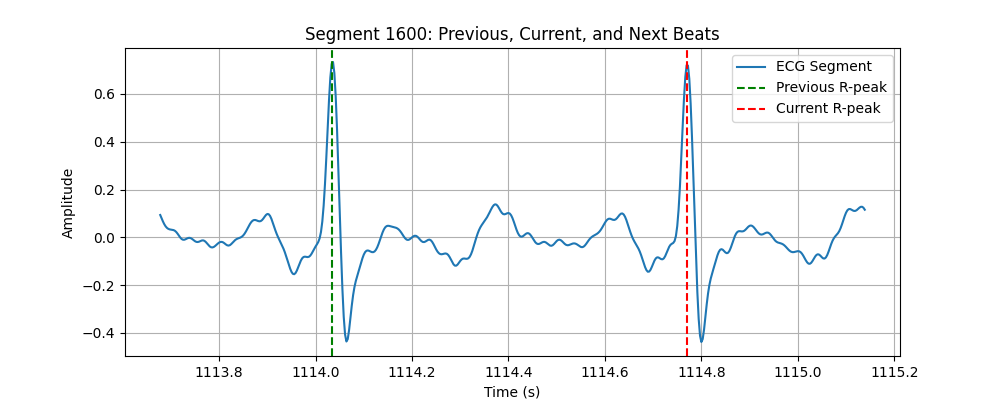 Segment 1600: Previous, Current, and Next Beats
ECG Segment
Previous R-peak
Current R-peak
Amplitude
0.6
0.4
0.2
0.0
−0.2
−0.4
1113.8 1114.0 1114.2 1114.4 1114.6 1114.8 1115.0 1115.2
Time (s)